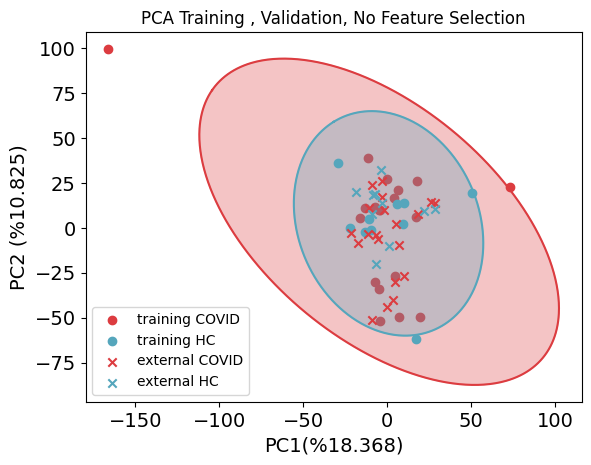 PCA Training , Validation, No Feature Selection
PC2 (%10.825)
100
75
50
25
0
−25
−50
−75
training COVID
training HC
external COVID
external HC
−150
−100
−50
0
50
100
PC1(%18.368)